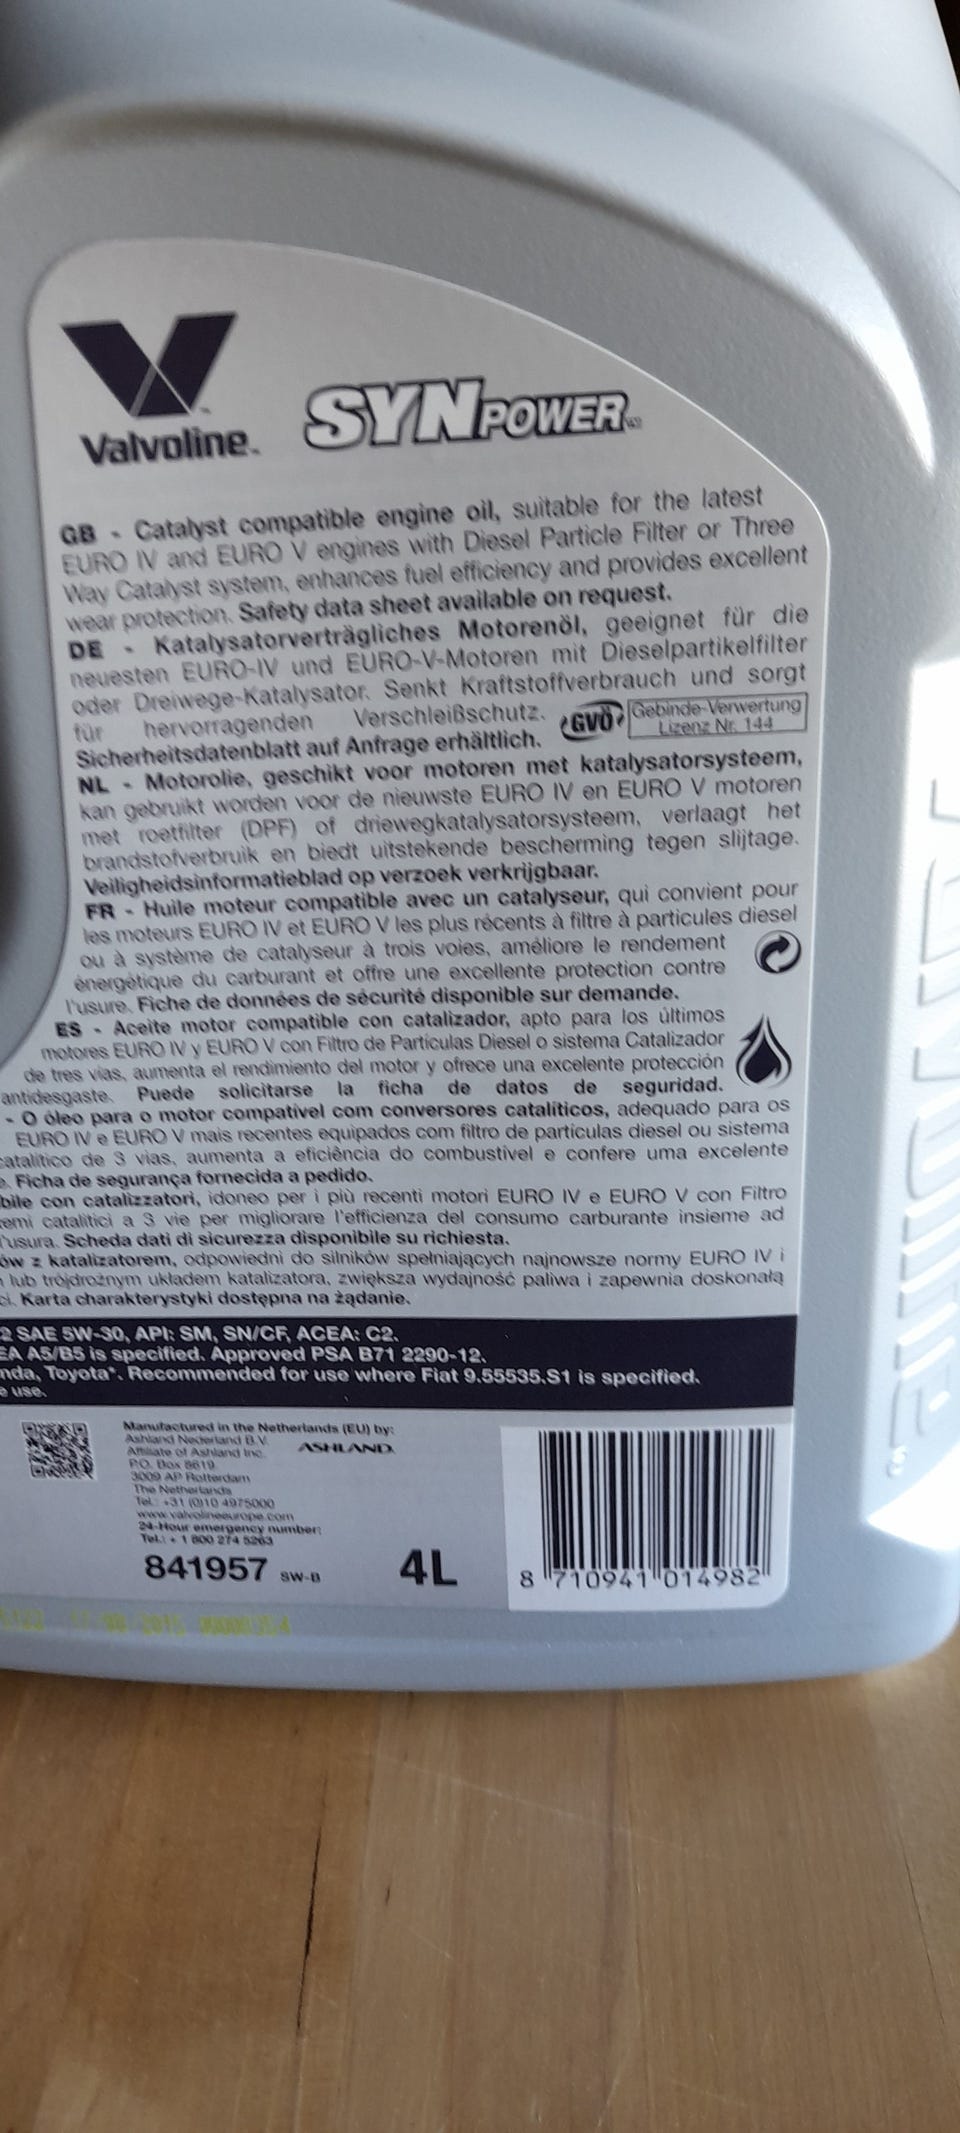 Valvoline™
SYNPOWER
GB - Catalyst compatible engine oil, suitable for the latest
EURO IV and EURO V engines with Diesel Particle Filter or Three
Way Catalyst system, enhances fuel efficiency and provides excellent
wear protection. Safety data sheet available on request.
DE - Katalysatorverträgliches Motorenöl, geeignet für die
neuesten EURO-IV und EURO-V-Motoren mit Dieselpartikelfilter
oder Dreiwege-Katalysator. Senkt Kraftstoffverbrauch und sorgt
für hervorragenden Verschleißschutz.
Sicherheitsdatenblatt auf Anfrage erhältlich.
GVÖ Gebinde-Verwertung
Lizenz Nr. 144
NL - Motorolie, geschikt voor motoren met katalysatorsysteem,
kan gebruikt worden voor de nieuwste EURO IV en EURO V motoren
met roetfilter (DPF) of driewegkatalysatorsysteem, verlaagt het
brandstofverbruik en biedt uitstekende bescherming tegen slijtage.
Veiligheidsinformatieblad op verzoek verkrijgbaar.
FR - Huile moteur compatible avec un catalyseur, qui convient pour
les moteurs EURO IV et EURO V les plus récents à filtre à particules diesel
ou à système de catalyseur à trois voies, améliore le rendement
énergétique du carburant et offre une excellente protection contre
l'usure. Fiche de données de sécurité disponible sur demande.
ES - Aceite motor compatible con catalizador, apto para los últimos
motores EURO IV y EURO V con Filtro de Partículas Diesel o sistema Catalizador
de tres vías, aumenta el rendimiento del motor y ofrece una excelente protección
antidesgaste. Puede solicitarse la ficha de datos de seguridad.
- O óleo para o motor compatível com conversores catalíticos, adequado para os
EURO IV e EURO V mais recentes equipados com filtro de partículas diesel ou sistema
catalítico de 3 vias, aumenta a eficiência do combustível e confere uma excelente
e. Ficha de segurança fornecida a pedido.
bile con catalizzatori, idoneo per i più recenti motori EURO IV e EURO V con Filtro
emi catalitici a 3 vie per migliorare l'efficienza del consumo carburante insieme ad
l'usura. Scheda dati di sicurezza disponibile su richiesta.
ów z katalizatorem, odpowiedni do silników spełniających najnowsze normy EURO IV i
lub trójdrożnym układem katalizatora, zwiększa wydajność paliwa i zapewnia doskonałą
ci. Karta charakterystyki dostępna na żądanie.
2 SAE 5W-30, API: SM, SN/CF, ACEA: C2.
EA A5/B5 is specified. Approved PSA B71 2290-12.
nda, Toyota*. Recommended for use where Fiat 9.55535.S1 is specified.
e use.
Manufactured in the Netherlands (EU) by:
Ashland Nederland B.V.
Affiliate of Ashland Inc.
P.O. Box 8619
3009 AP Rotterdam
The Netherlands
Tel.: +31 (0)10 4975000
www.valvolineeurope.com
24-Hour emergency number:
Tel.: + 1 800 274 5263
ASHLAND
841957 SW-B
4L
8 710941 014982